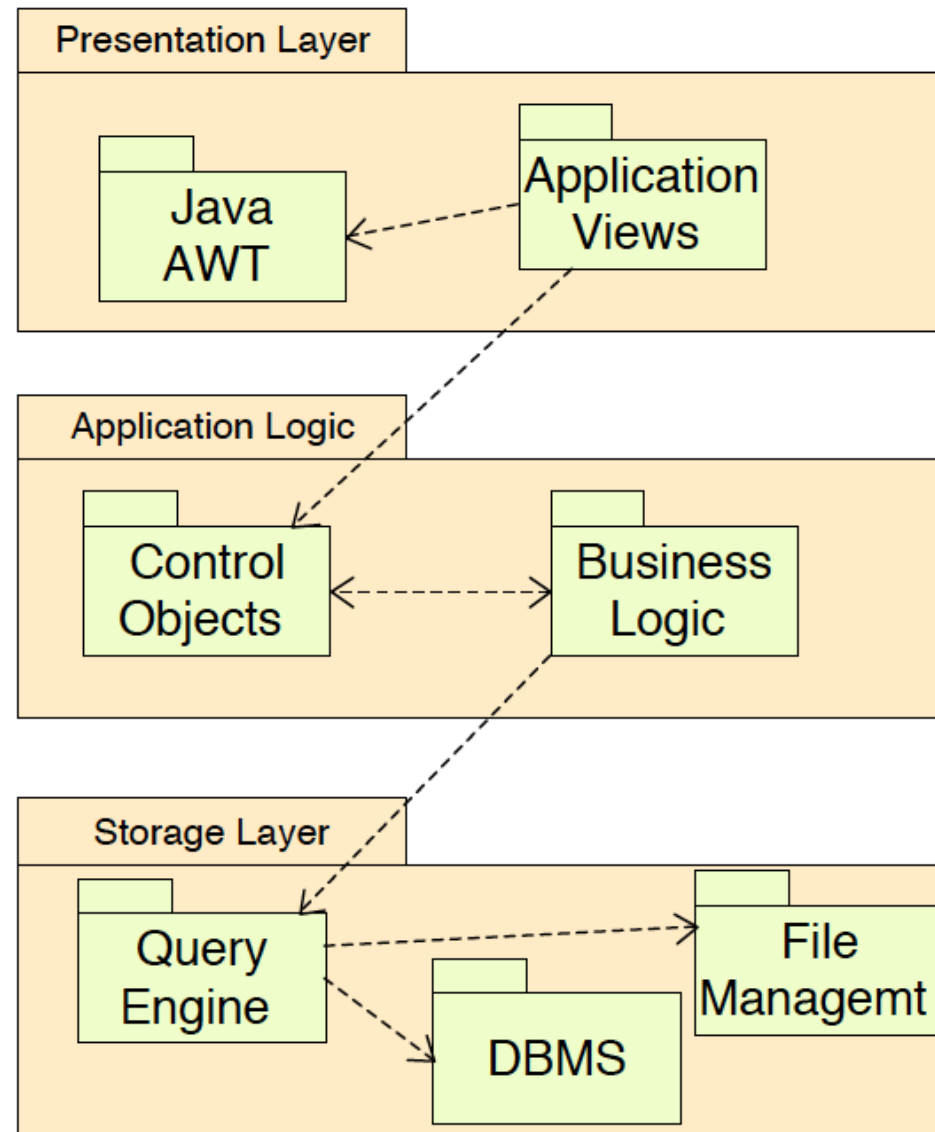 Presentation Layer
Java
AWT
Application
Views
Application Logic
Control
Objects
Business
Logic
Storage Layer
Query
Engine
DBMS
File
Managemt